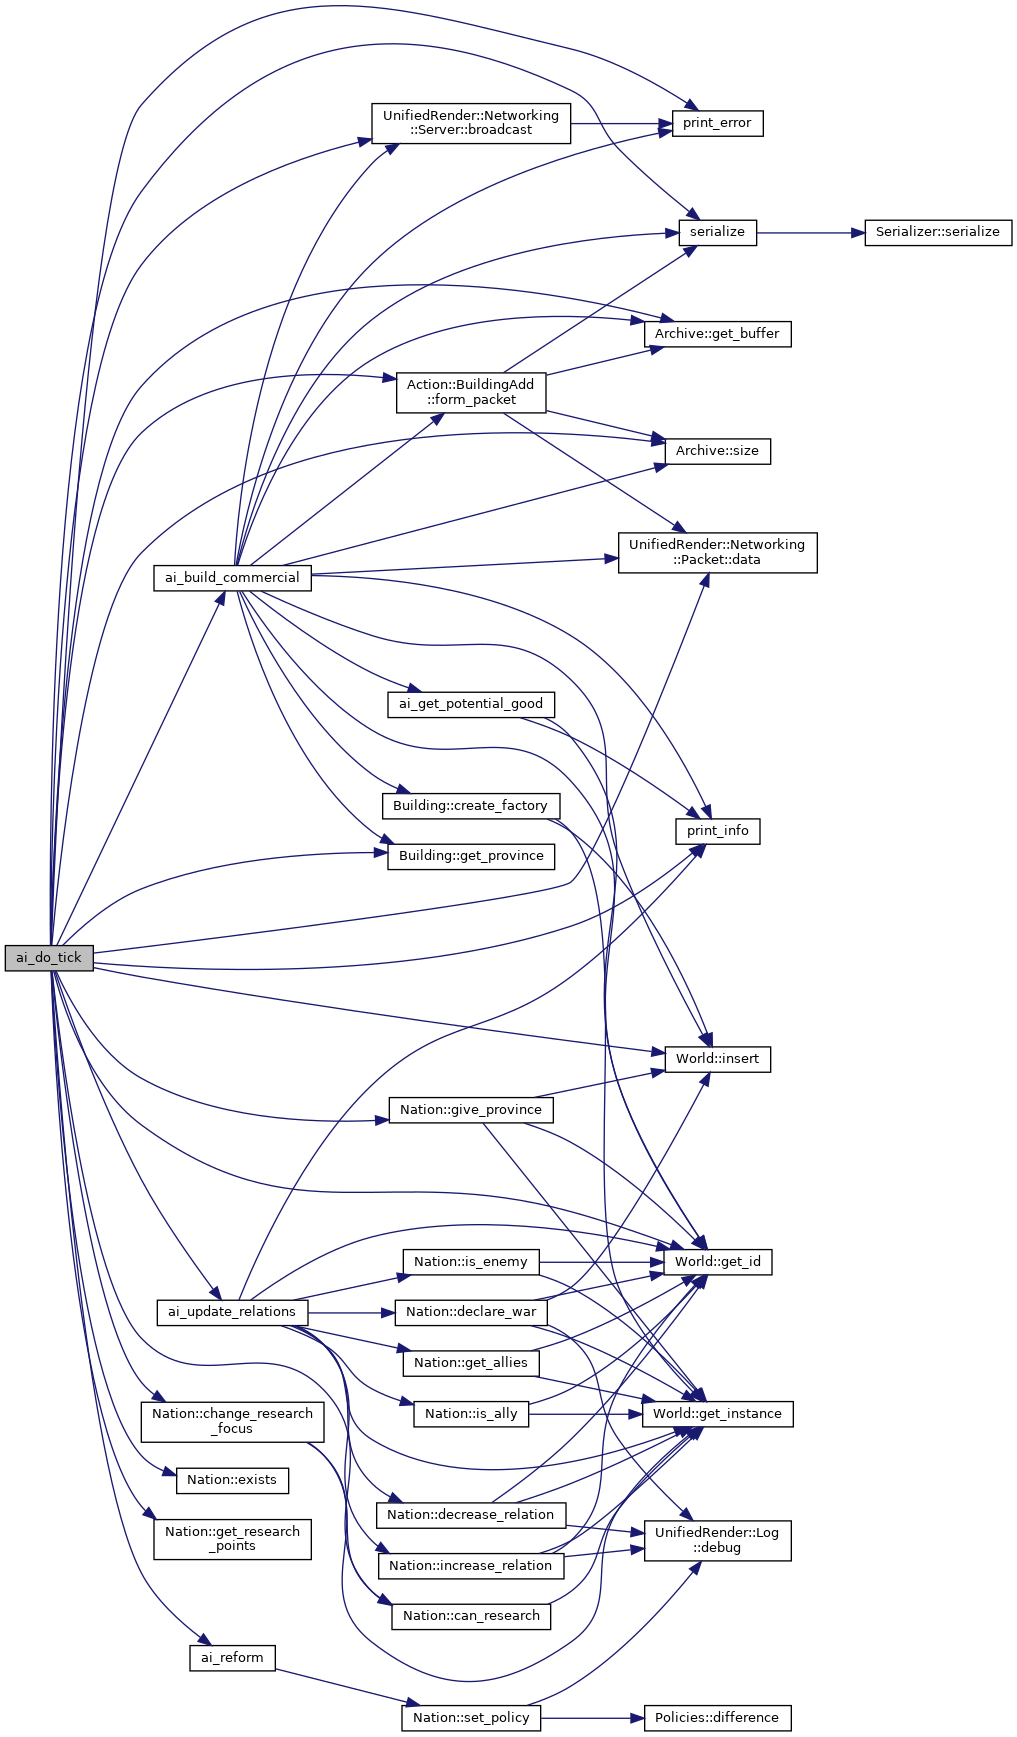 UnifiedRender::Networking
::Server::broadcast
print_error
serialize
Serializer::serialize
Archive::get_buffer
Action::BuildingAdd
::form_packet
Archive::size
UnifiedRender::Networking
::Packet::data
ai_build_commercial
ai_get_potential_good
Building::create_factory
print_info
Building::get_province
ai_do_tick
World::insert
Nation::give_province
Nation::is_enemy
World::get_id
ai_update_relations
Nation::declare_war
Nation::get_allies
Nation::change_research
_focus
Nation::is_ally
World::get_instance
Nation::exists
Nation::decrease_relation
Nation::get_research
_points
UnifiedRender::Log
::debug
Nation::increase_relation
Nation::can_research
ai_reform
Nation::set_policy
Policies::difference